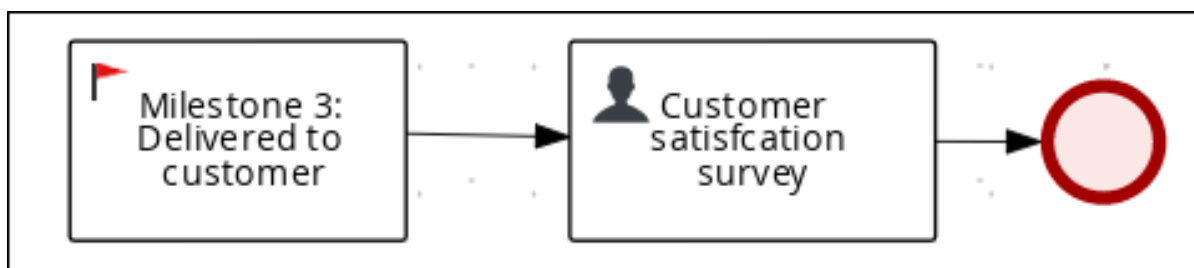 Milestone 3:
Delivered to
customer
Customer
satisfcation
survey